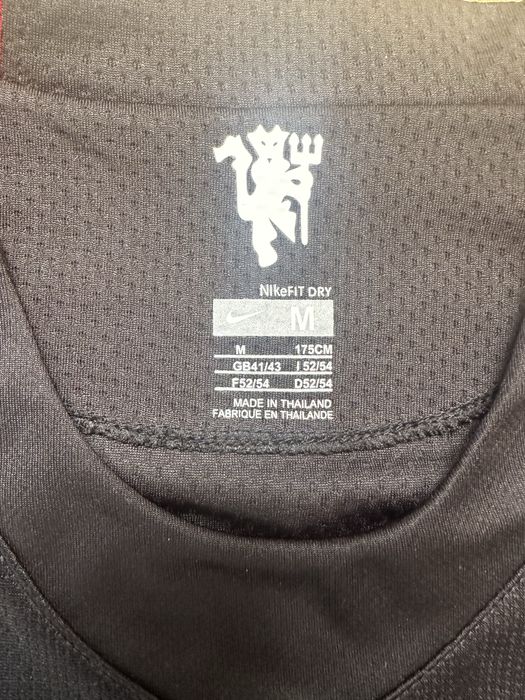 NIKEFIT DRY
M
M 175CM
GB41/43 I 52/54
F52/54 D52/54
MADE IN THAILAND
FABRIQUE EN THAILANDE